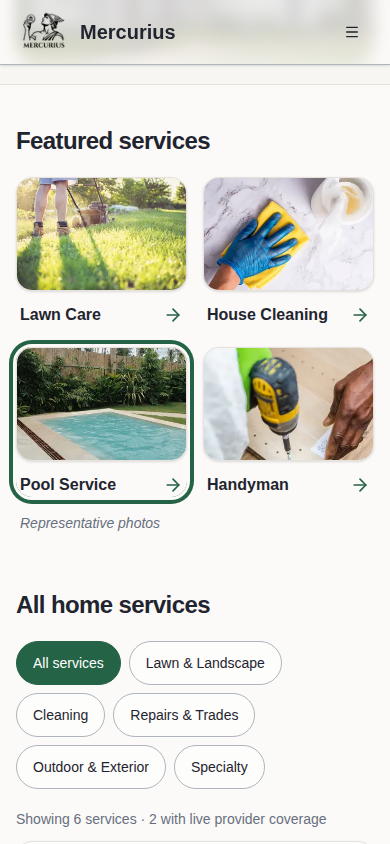 MERCURIUS
Mercurius
Featured services
Lawn Care
House Cleaning
Pool Service
Handyman
Representative photos
All home services
All services
Lawn & Landscape
Cleaning
Repairs & Trades
Outdoor & Exterior
Specialty
Showing 6 services · 2 with live provider coverage